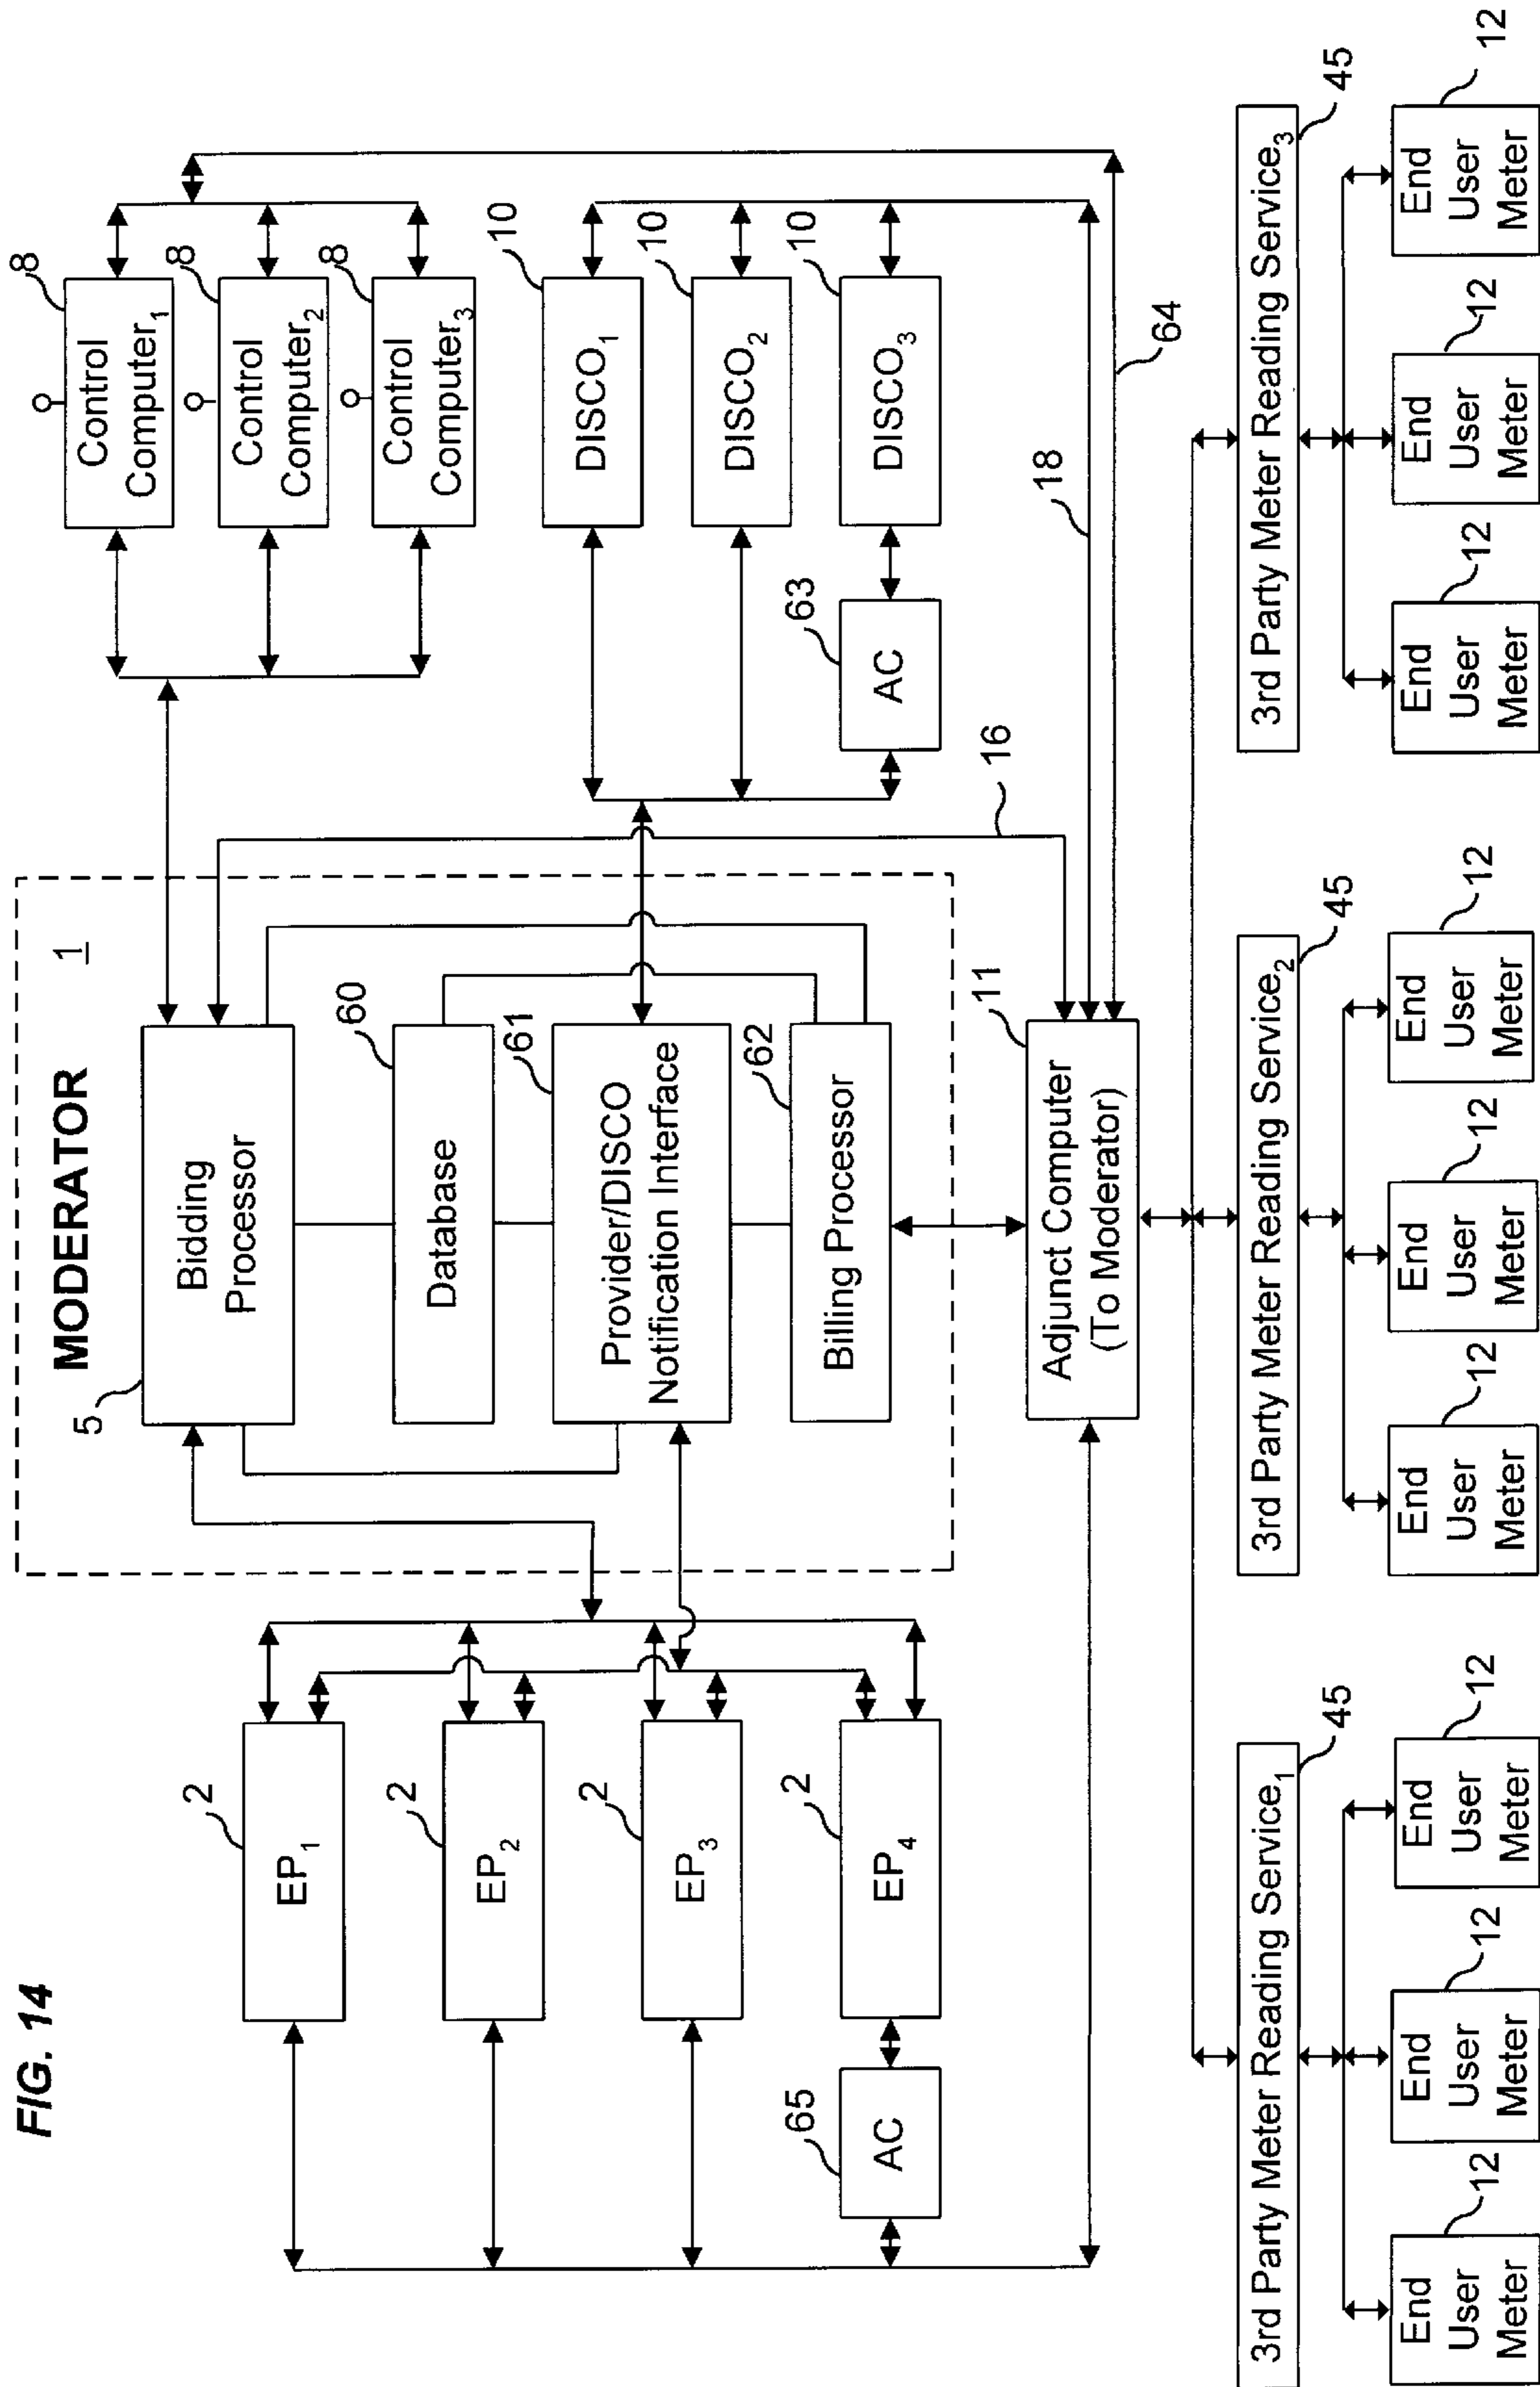 FIG. 14
MODERATOR
1
5
Bidding
Processor
60
Database
61
Provider/DISCO
Notification Interface
62
Billing Processor
2
EP1
2
EP2
2
EP3
2
EP4
65
AC
8
Control
Computer1
8
Control
Computer2
8
Control
Computer3
10
DISCO1
10
DISCO2
10
DISCO3
63
AC
16
18
64
11
Adjunct Computer
(To Moderator)
45
3rd Party Meter Reading Service1
45
3rd Party Meter Reading Service2
45
3rd Party Meter Reading Service3
12
End
User
Meter
12
End
User
Meter
12
End
User
Meter
12
End
User
Meter
12
End
User
Meter
12
End
User
Meter
12
End
User
Meter
12
End
User
Meter
12
End
User
Meter